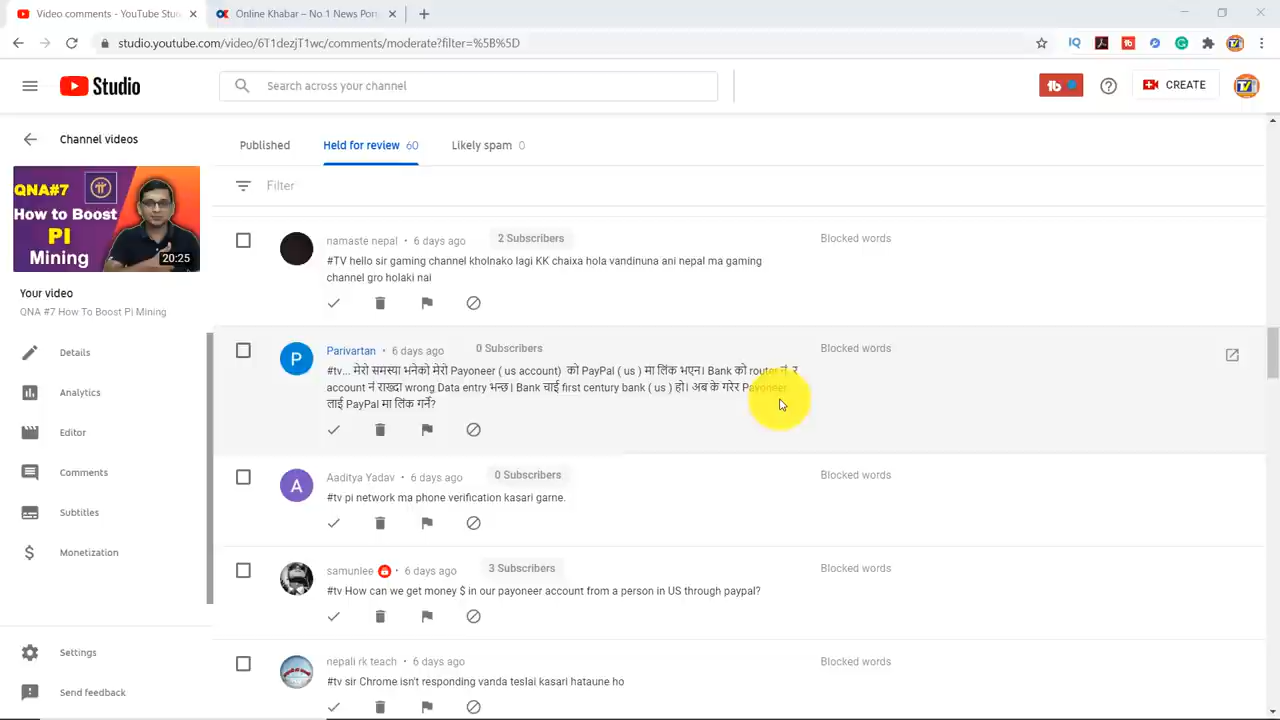 Video comments - YouTube Stu
Online Khabar – No 1 News Por
studio.youtube.com/video/6T1dezjT1wc/comments/moderate?filter=%5B%5D
Studio
Search across your channel
CREATE
Channel videos
Published
Held for review 60
Likely spam 0
Filter
QNA#7
How to Boost
PI
Mining
20:25
Your video
QNA #7 How To Boost Pi Mining
Details
Analytics
Editor
Comments
Subtitles
Monetization
Settings
Send feedback
namaste nepal • 6 days ago 2 Subscribers Blocked words
#TV hello sir gaming channel kholnako lagi KK chaixa hola vandinuna ani nepal ma gaming
channel gro holaki nai
Parivartan • 6 days ago 0 Subscribers Blocked words
#tv... मेरो समस्या भनेको मेरो Payoneer ( us account) को PayPal ( us ) मा लिंक भएन। Bank को router नं र
account नं राख्दा wrong Data entry भन्छ। Bank चाईं first century bank ( us ) हो। अब के गरेर Payoneer
लाई PayPal मा लिंक गर्ने?
Aaditya Yadav • 6 days ago 0 Subscribers Blocked words
#tv pi network ma phone verification kasari garne.
samunlee • 6 days ago 3 Subscribers Blocked words
#tv How can we get money $ in our payoneer account from a person in US through paypal?
nepali rk teach • 6 days ago Blocked words
#tv sir Chrome isn't responding vanda teslai kasari hataune ho